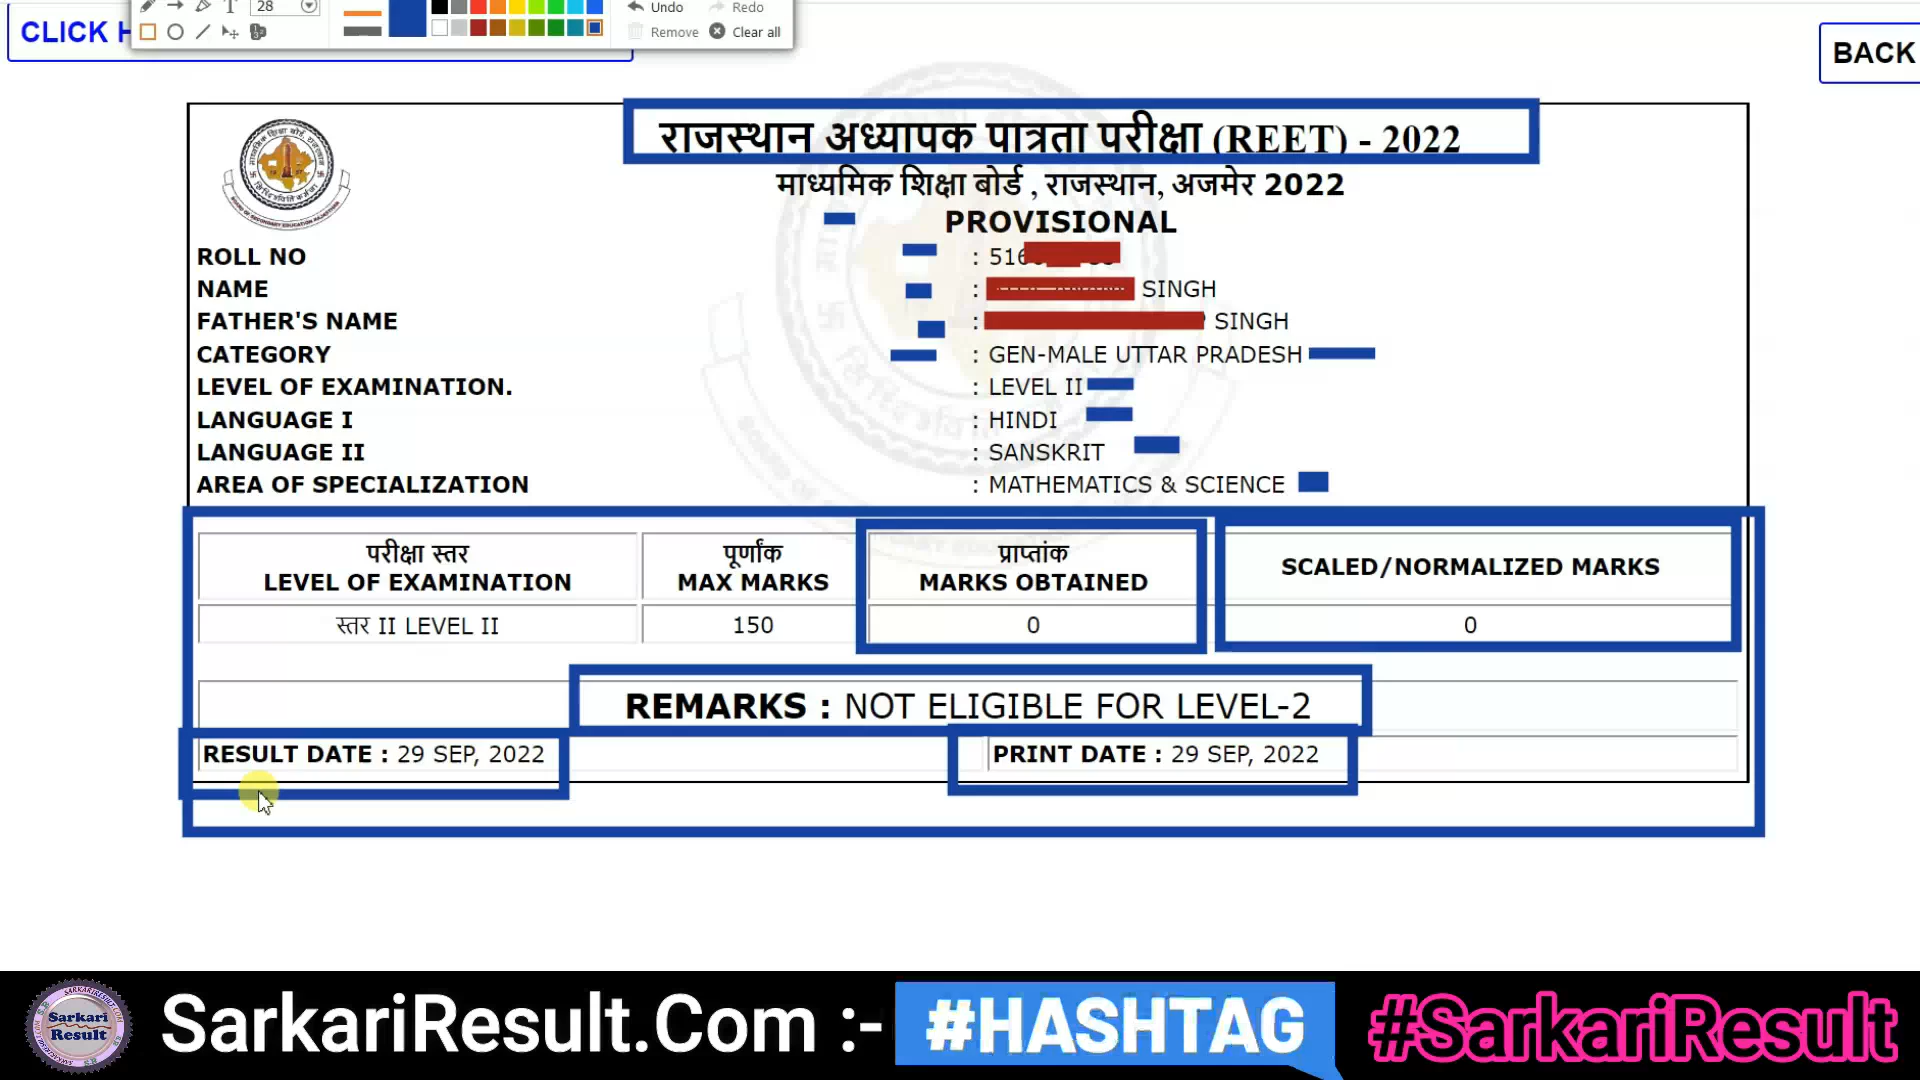 28
Undo
Redo
Remove
Clear all
CLICK
BACK
राजस्थान अध्यापक पात्रता परीक्षा (REET) - 2022
माध्यमिक शिक्षा बोर्ड , राजस्थान, अजमेर 2022
PROVISIONAL
ROLL NO : 516
NAME : SINGH
FATHER'S NAME : SINGH
CATEGORY : GEN-MALE UTTAR PRADESH
LEVEL OF EXAMINATION. : LEVEL II
LANGUAGE I : HINDI
LANGUAGE II : SANSKRIT
AREA OF SPECIALIZATION : MATHEMATICS & SCIENCE
परीक्षा स्तर
LEVEL OF EXAMINATION
पूर्णांक
MAX MARKS
प्राप्तांक
MARKS OBTAINED
SCALED/NORMALIZED MARKS
स्तर II LEVEL II 150 0 0
REMARKS : NOT ELIGIBLE FOR LEVEL-2
RESULT DATE : 29 SEP, 2022
PRINT DATE : 29 SEP, 2022
Sarkari
Result
SarkariResult.Com :- #HASHTAG #SarkariResult